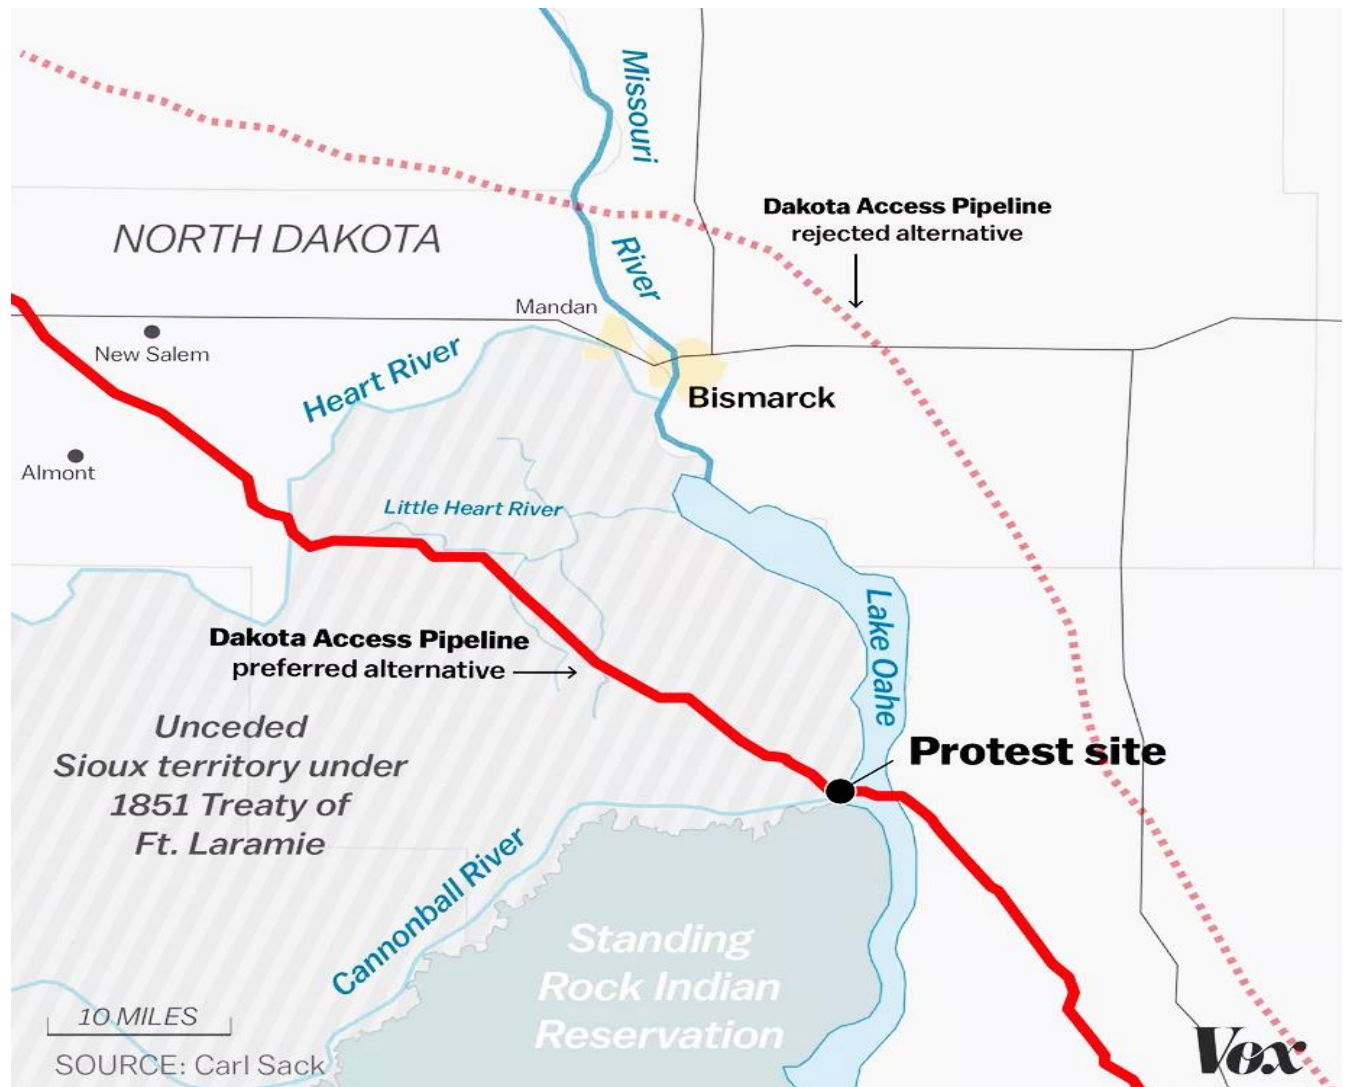 Missouri
River
Dakota Access Pipeline
rejected alternative
NORTH DAKOTA
Mandan
New Salem
Heart River
Bismarck
Almont
Little Heart River
Lake Oahe
Dakota Access Pipeline
preferred alternative
Unceded
Sioux territory under
1851 Treaty of
Ft. Laramie
Protest site
Cannonball River
Standing
Rock Indian
Reservation
10 MILES
SOURCE: Carl Sack
Vox